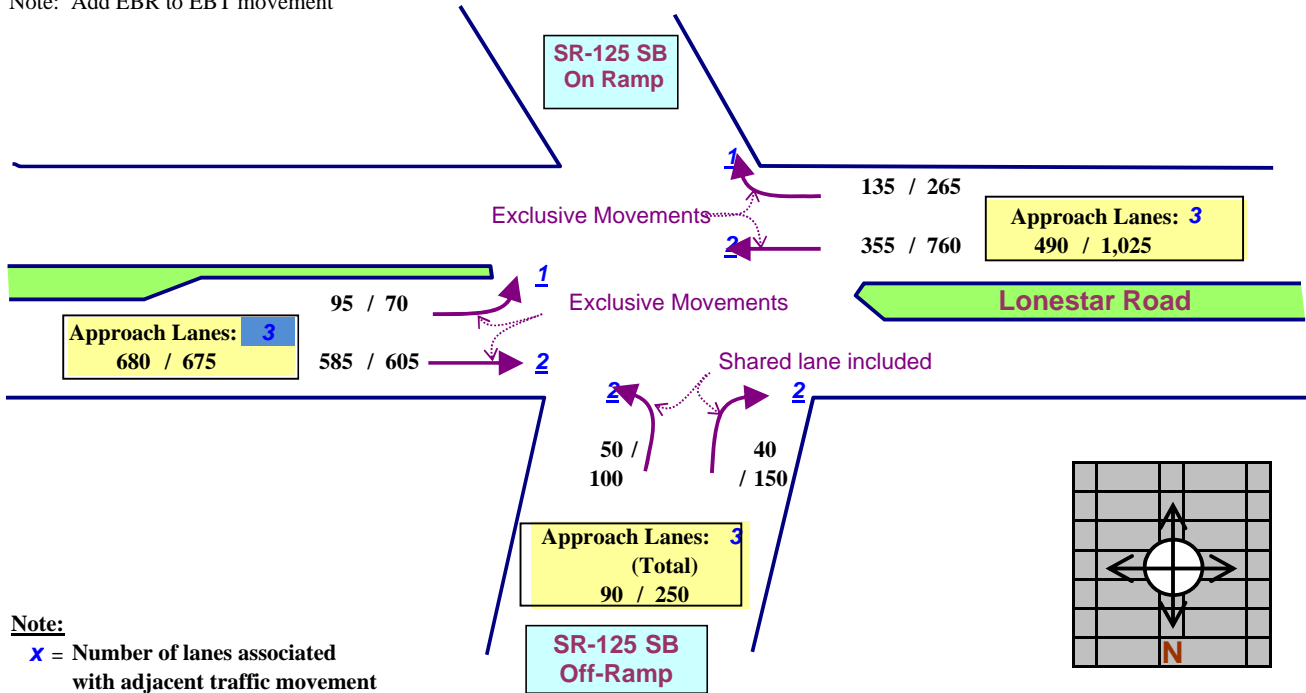 Note: Add EBR to EBT movement
SR-125 SB
On Ramp
1
135 / 265
Exclusive Movements
Approach Lanes: 3
490 / 1,025
2
355 / 760
1
95 / 70
Exclusive Movements
Lonestar Road
Approach Lanes: 3
680 / 675
585 / 605
2
Shared lane included
2
2
50 /
100
40
/ 150
Approach Lanes: 3
(Total)
90 / 250
Note:
x = Number of lanes associated
with adjacent traffic movement
SR-125 SB
Off-Ramp
N